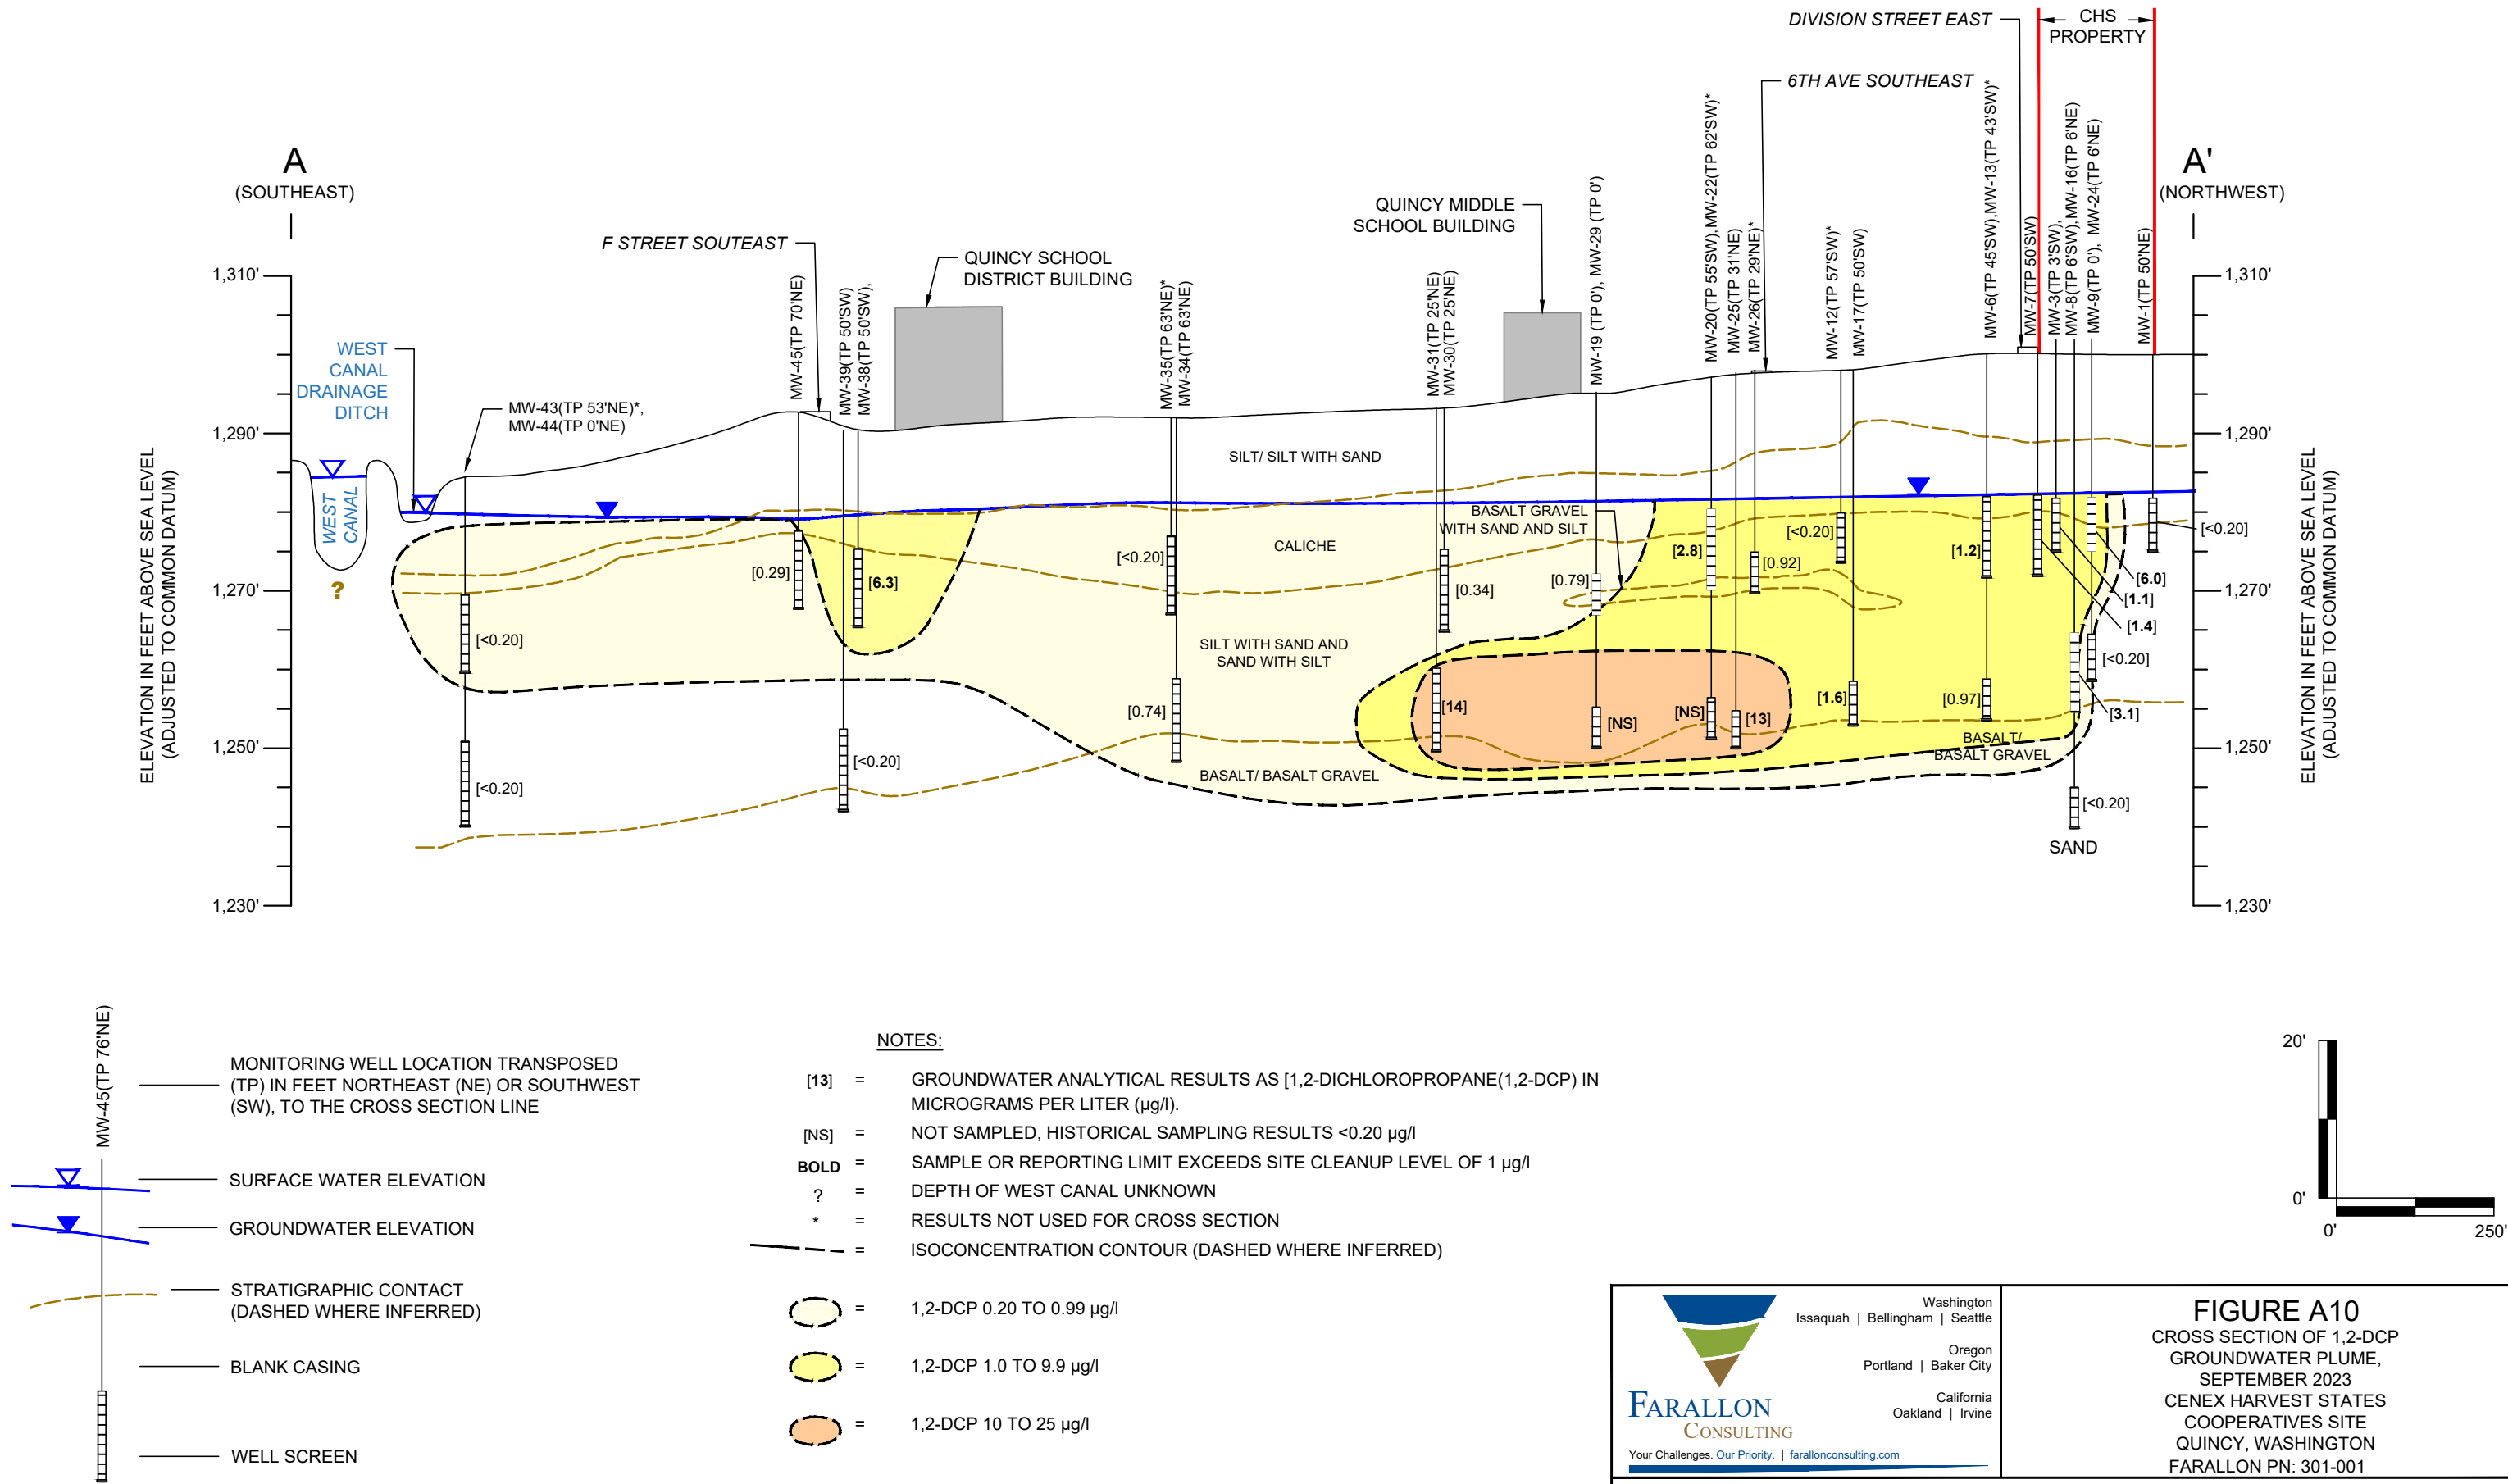 DIVISION STREET EAST
CHS
PROPERTY
6TH AVE SOUTHEAST
A
(SOUTHEAST)
A'
(NORTHWEST)
QUINCY MIDDLE
SCHOOL BUILDING
F STREET SOUTEAST
QUINCY SCHOOL
DISTRICT BUILDING
MW-45(TP 70'NE)
MW-39(TP 50'SW)
MW-38(TP 50'SW),
MW-35(TP 63'NE)*
MW-34(TP 63'NE)
MW-31(TP 25'NE)
MW-30(TP 25'NE)
MW-19 (TP 0'), MW-29 (TP 0')
MW-20(TP 55'SW),MW-22(TP 62'SW)*
MW-25(TP 31'NE)
MW-26(TP 29'NE)*
MW-12(TP 57'SW)*
MW-17(TP 50'SW)
MW-6(TP 45'SW),MW-13(TP 43'SW)*
MW-7(TP 50'SW)
MW-3(TP 3'SW),
MW-8(TP 6'SW),MW-16(TP 6'NE)
MW-9(TP 0'), MW-24(TP 6'NE)
MW-1(TP 50'NE)
1,310'
1,310'
WEST
CANAL
DRAINAGE
DITCH
MW-43(TP 53'NE)*,
MW-44(TP 0'NE)
1,290'
1,290'
ELEVATION IN FEET ABOVE SEA LEVEL
(ADJUSTED TO COMMON DATUM)
ELEVATION IN FEET ABOVE SEA LEVEL
(ADJUSTED TO COMMON DATUM)
WEST
CANAL
?
SILT/ SILT WITH SAND
BASALT GRAVEL
WITH SAND AND SILT
CALICHE
[0.29]
[6.3]
[<0.20]
[0.34]
[0.79]
[2.8]
[0.92]
[<0.20]
[1.2]
[<0.20]
[6.0]
[1.1]
[1.4]
1,270'
1,270'
[<0.20]
SILT WITH SAND AND
SAND WITH SILT
[<0.20]
[0.74]
[14]
[NS]
[NS]
[13]
[1.6]
[0.97]
[3.1]
1,250'
1,250'
[<0.20]
[<0.20]
BASALT/ BASALT GRAVEL
BASALT/
BASALT GRAVEL
[<0.20]
SAND
1,230'
1,230'
MW-45(TP 76'NE)
MONITORING WELL LOCATION TRANSPOSED
(TP) IN FEET NORTHEAST (NE) OR SOUTHWEST
(SW), TO THE CROSS SECTION LINE
SURFACE WATER ELEVATION
GROUNDWATER ELEVATION
STRATIGRAPHIC CONTACT
(DASHED WHERE INFERRED)
BLANK CASING
WELL SCREEN
NOTES:
[13] = GROUNDWATER ANALYTICAL RESULTS AS [1,2-DICHLOROPROPANE(1,2-DCP) IN
MICROGRAMS PER LITER (µg/l).
[NS] = NOT SAMPLED, HISTORICAL SAMPLING RESULTS <0.20 µg/l
BOLD = SAMPLE OR REPORTING LIMIT EXCEEDS SITE CLEANUP LEVEL OF 1 µg/l
? = DEPTH OF WEST CANAL UNKNOWN
* = RESULTS NOT USED FOR CROSS SECTION
= ISOCONCENTRATION CONTOUR (DASHED WHERE INFERRED)
= 1,2-DCP 0.20 TO 0.99 µg/l
= 1,2-DCP 1.0 TO 9.9 µg/l
= 1,2-DCP 10 TO 25 µg/l
20'
0'
0'
250'
FARALLON
CONSULTING
Washington
Issaquah | Bellingham | Seattle
Oregon
Portland | Baker City
California
Oakland | Irvine
Your Challenges. Our Priority. | farallonconsulting.com
FIGURE A10
CROSS SECTION OF 1,2-DCP
GROUNDWATER PLUME,
SEPTEMBER 2023
CENEX HARVEST STATES
COOPERATIVES SITE
QUINCY, WASHINGTON
FARALLON PN: 301-001